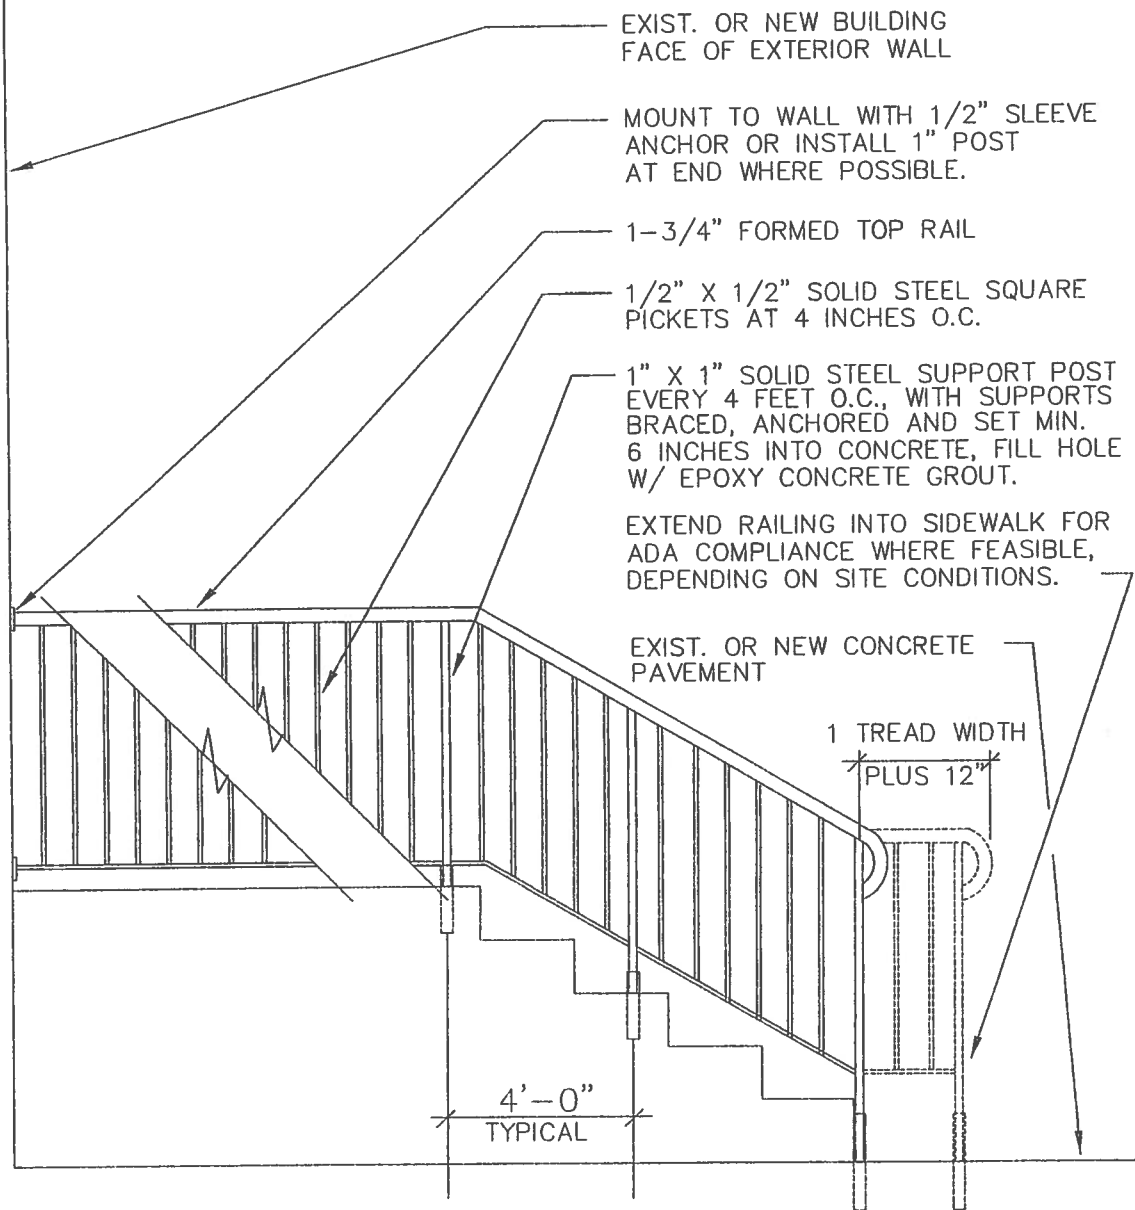 EXIST. OR NEW BUILDING
FACE OF EXTERIOR WALL
MOUNT TO WALL WITH 1/2" SLEEVE
ANCHOR OR INSTALL 1" POST
AT END WHERE POSSIBLE.
1-3/4" FORMED TOP RAIL
1/2" X 1/2" SOLID STEEL SQUARE
PICKETS AT 4 INCHES O.C.
1" X 1" SOLID STEEL SUPPORT POST
EVERY 4 FEET O.C., WITH SUPPORTS
BRACED, ANCHORED AND SET MIN.
6 INCHES INTO CONCRETE, FILL HOLE
W/ EPOXY CONCRETE GROUT.
EXTEND RAILING INTO SIDEWALK FOR
ADA COMPLIANCE WHERE FEASIBLE,
DEPENDING ON SITE CONDITIONS.
EXIST. OR NEW CONCRETE
PAVEMENT
1 TREAD WIDTH
PLUS 12"
4'-0"
TYPICAL